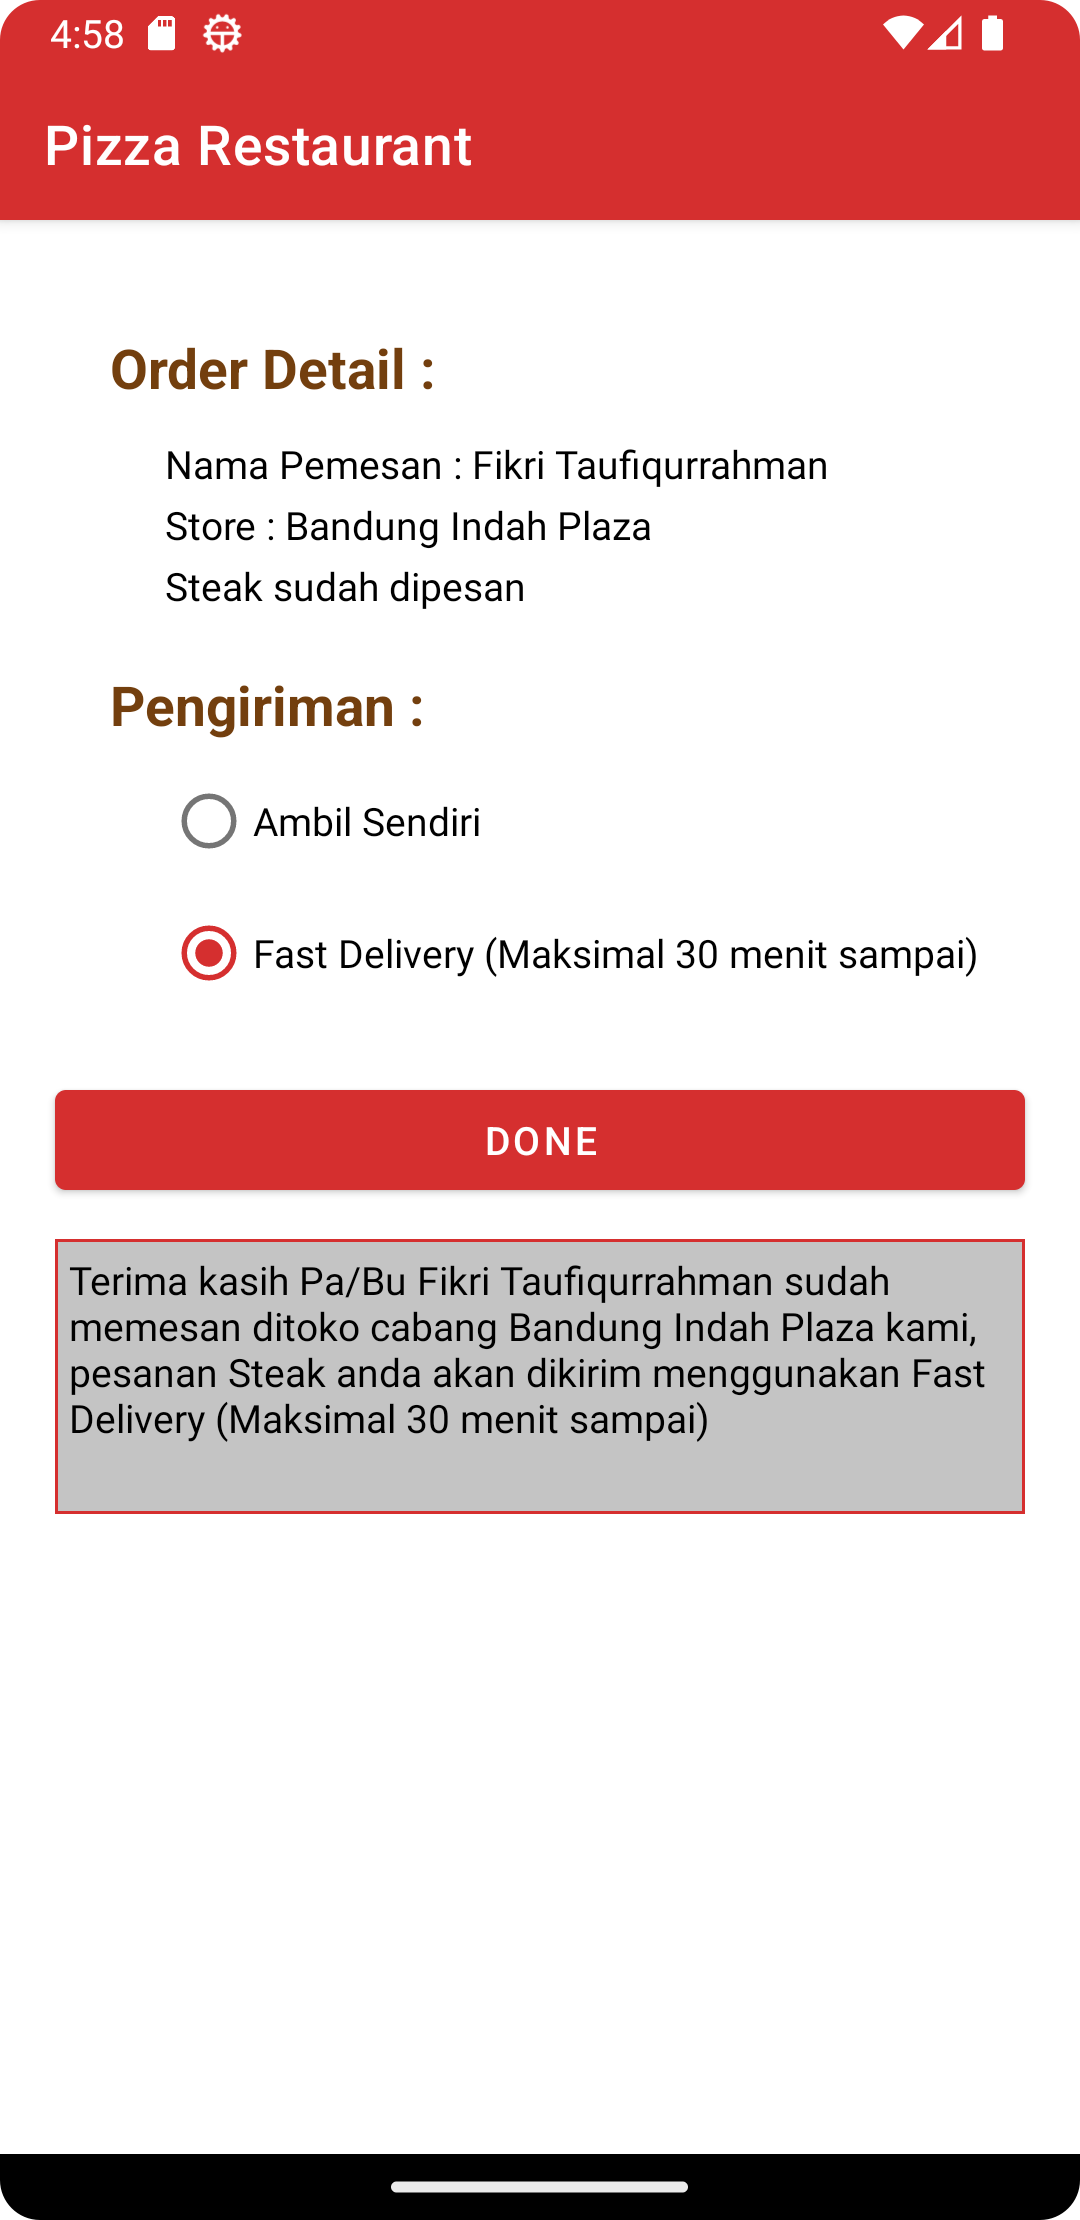 4:58
Pizza Restaurant
Order Detail :
Nama Pemesan : Fikri Taufiqurrahman
Store : Bandung Indah Plaza
Steak sudah dipesan
Pengiriman :
Ambil Sendiri
Fast Delivery (Maksimal 30 menit sampai)
DONE
Terima kasih Pa/Bu Fikri Taufiqurrahman sudah
memesan ditoko cabang Bandung Indah Plaza kami,
pesanan Steak anda akan dikirim menggunakan Fast
Delivery (Maksimal 30 menit sampai)